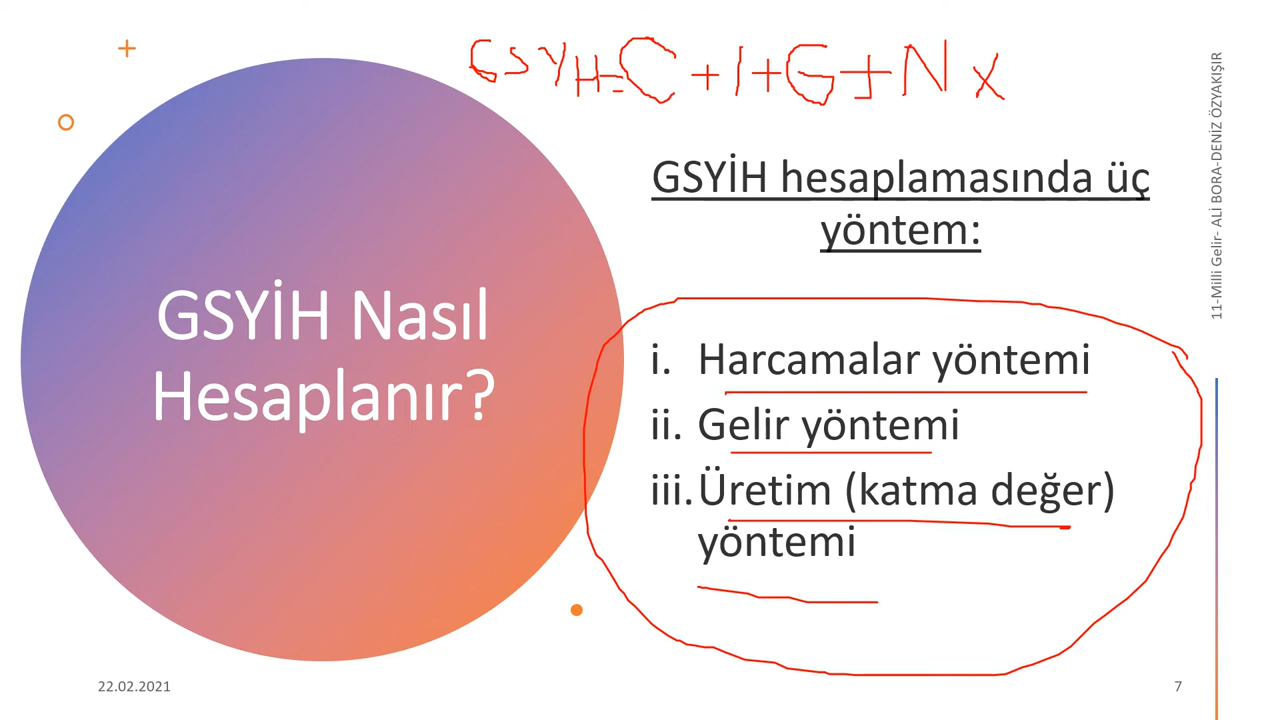 GSYH=C+I+G+NX
GSYİH Nasıl
Hesaplanır?
GSYİH hesaplamasında üç
yöntem:
i. Harcamalar yöntemi
ii. Gelir yöntemi
iii. Üretim (katma değer)
yöntemi
11-Milli Gelir- ALİ BORA-DENİZ ÖZYAKIŞIR
22.02.2021
7